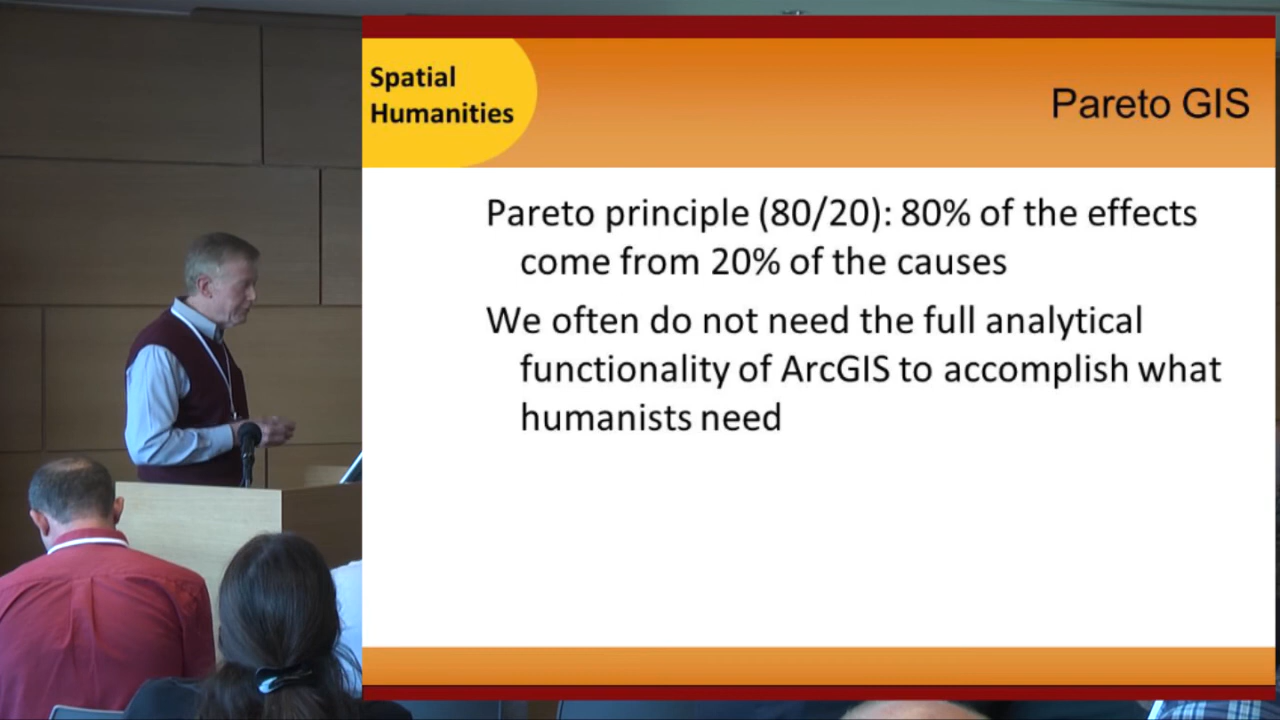 Spatial
Humanities
Pareto GIS
Pareto principle (80/20): 80% of the effects
come from 20% of the causes
We often do not need the full analytical
functionality of ArcGIS to accomplish what
humanists need